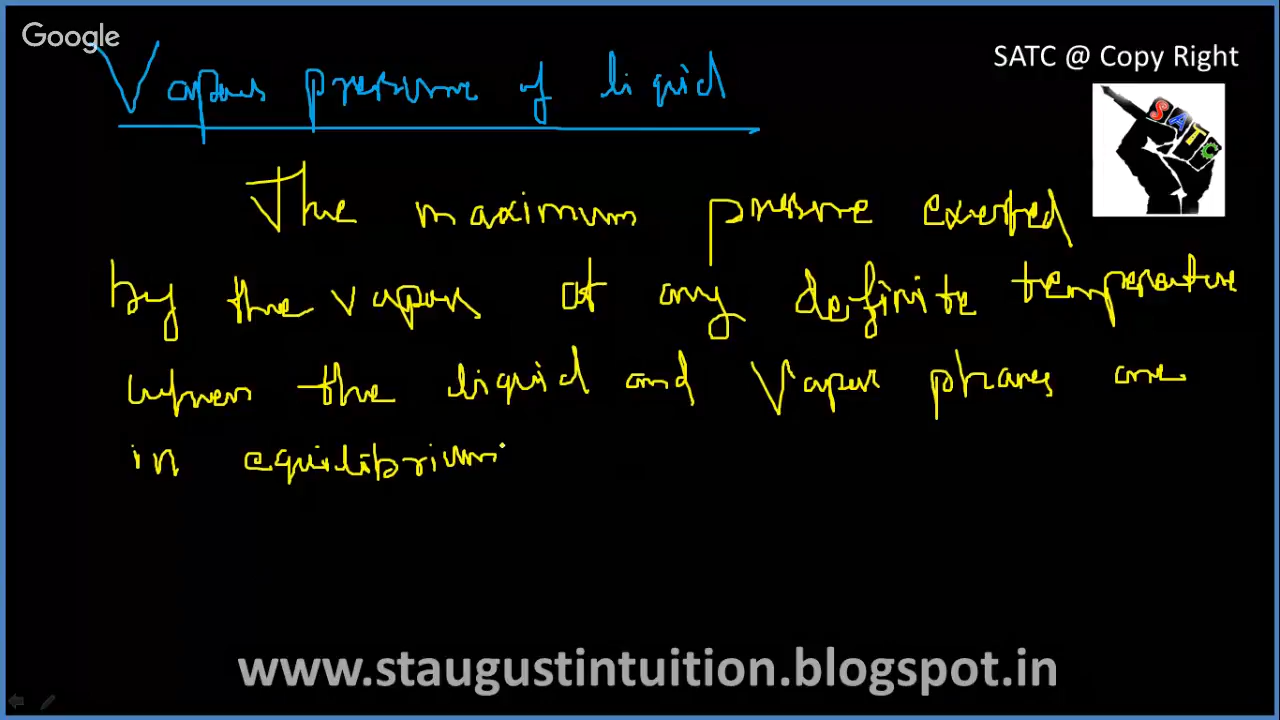 Google
SATC @ Copy Right
Vapour pressure of liquid
SATC
The maximum pressure exerted
by the vapour at any definite temperature
when the liquid and vapour phases are
in equilibrium.
www.staugustintuition.blogspot.in